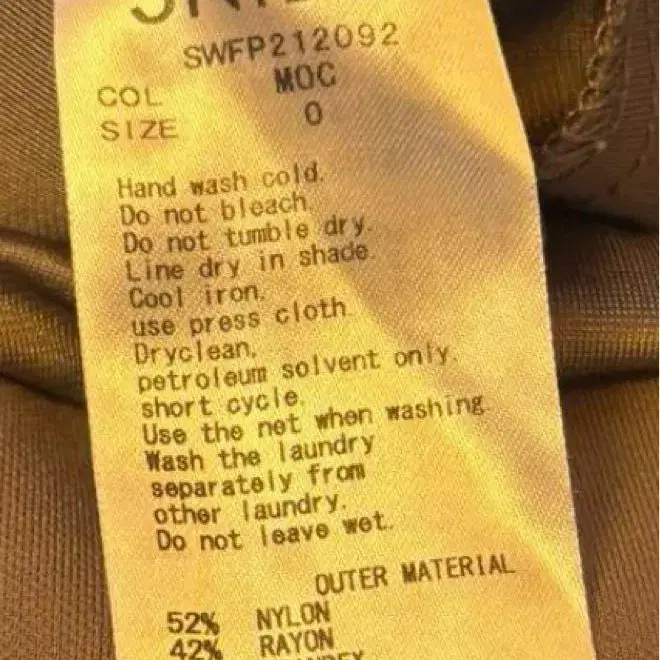 SWFP212092
COL MOC
SIZE 0
Hand wash cold.
Do not bleach.
Do not tumble dry.
Line dry in shade.
Cool iron.
use press cloth.
Dryclean,
petroleum solvent only.
short cycle.
Use the net when washing.
Wash the laundry
separately from
other laundry.
Do not leave wet.
OUTER MATERIAL
52% NYLON
42% RAYON